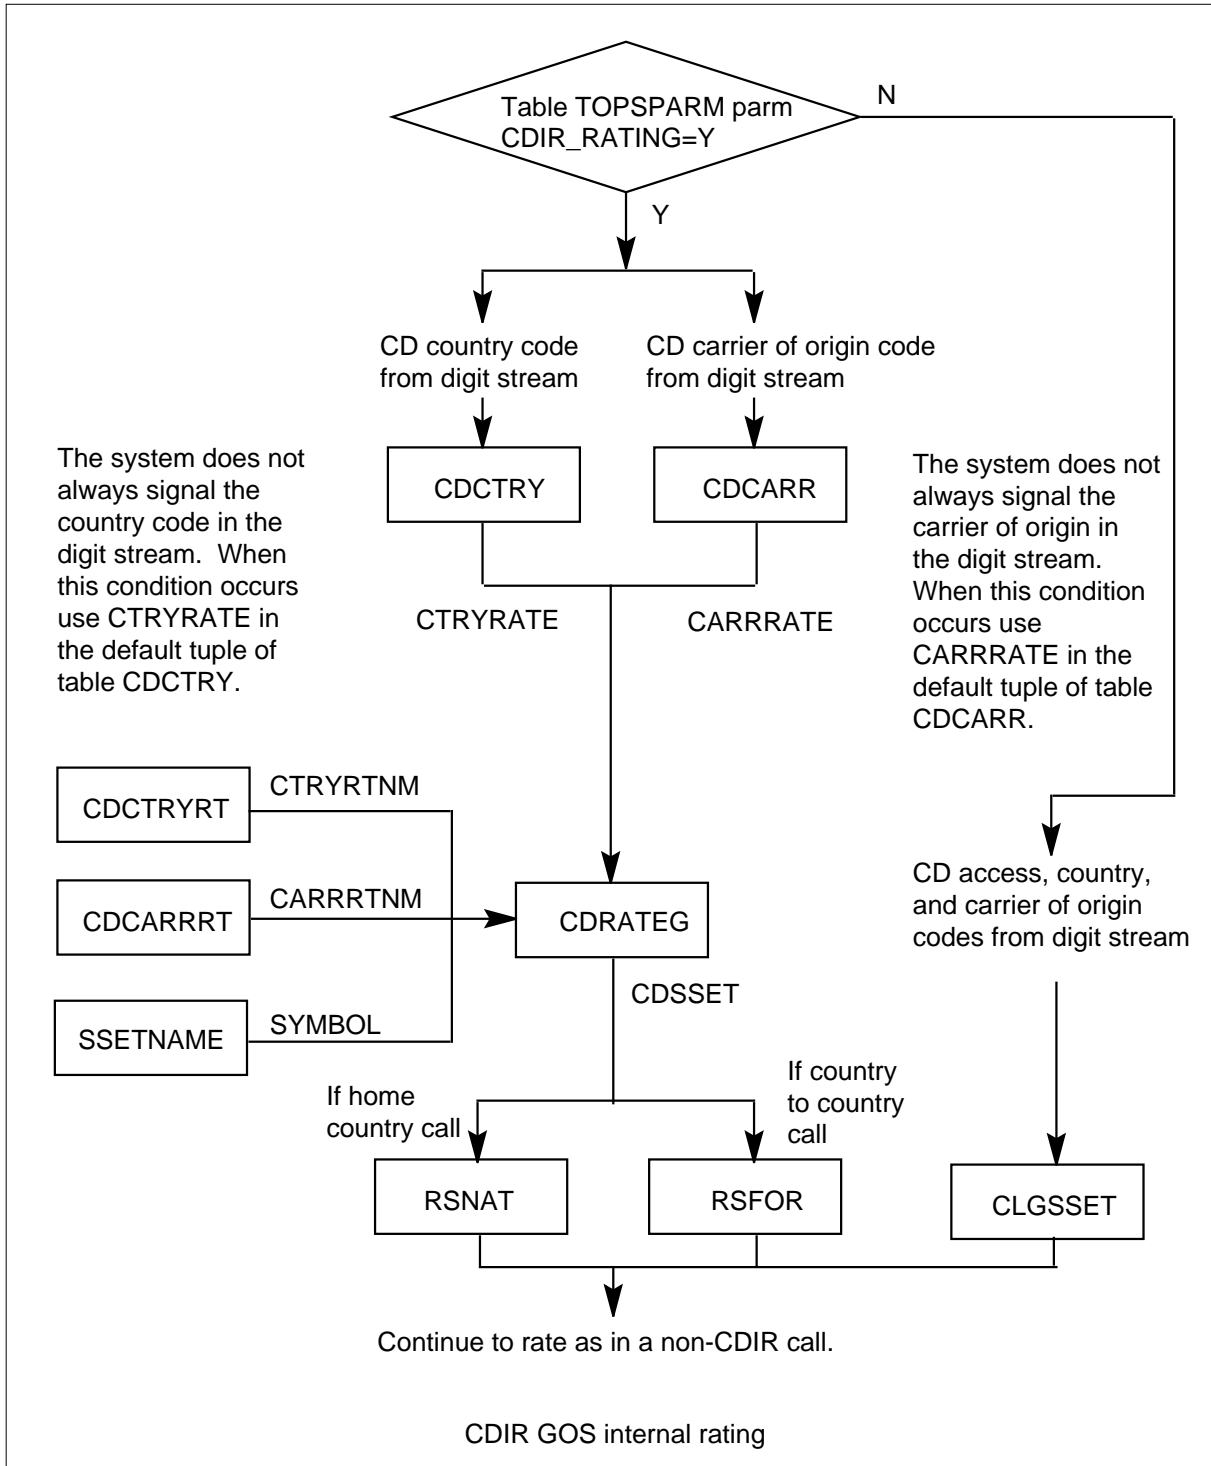 Table TOPSPARM parm
CDIR_RATING=Y
N
Y
CD country code
from digit stream
CD carrier of origin code
from digit stream
The system does not
always signal the
country code in the
digit stream.  When
this condition occurs
use CTRYRATE in
the default tuple of
table CDCTRY.
CDCTRY
CDCARR
The system does not
always signal the
carrier of origin in
the digit stream.
When this condition
occurs use
CARRRATE in the
default tuple of table
CDCARR.
CTRYRATE
CARRRATE
CDCTRYRT
CTRYRTNM
CDCARRRT
CARRRTNM
SSETNAME
SYMBOL
CDRATEG
CD access, country,
and carrier of origin
codes from digit stream
CDSSET
If home
country call
If country
to country
call
RSNAT
RSFOR
CLGSSET
Continue to rate as in a non-CDIR call.
CDIR GOS internal rating